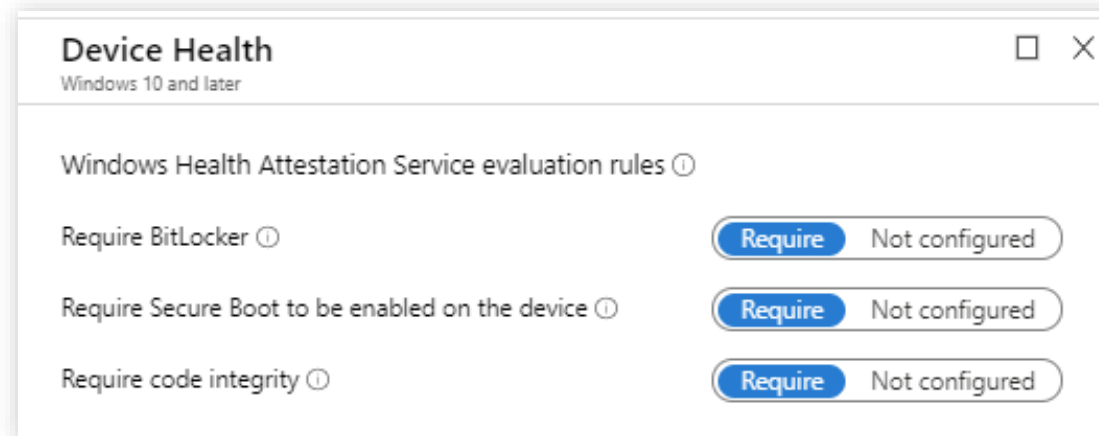 Device Health
Windows 10 and later
Windows Health Attestation Service evaluation rules
Require BitLocker Require Not configured
Require Secure Boot to be enabled on the device Require Not configured
Require code integrity Require Not configured